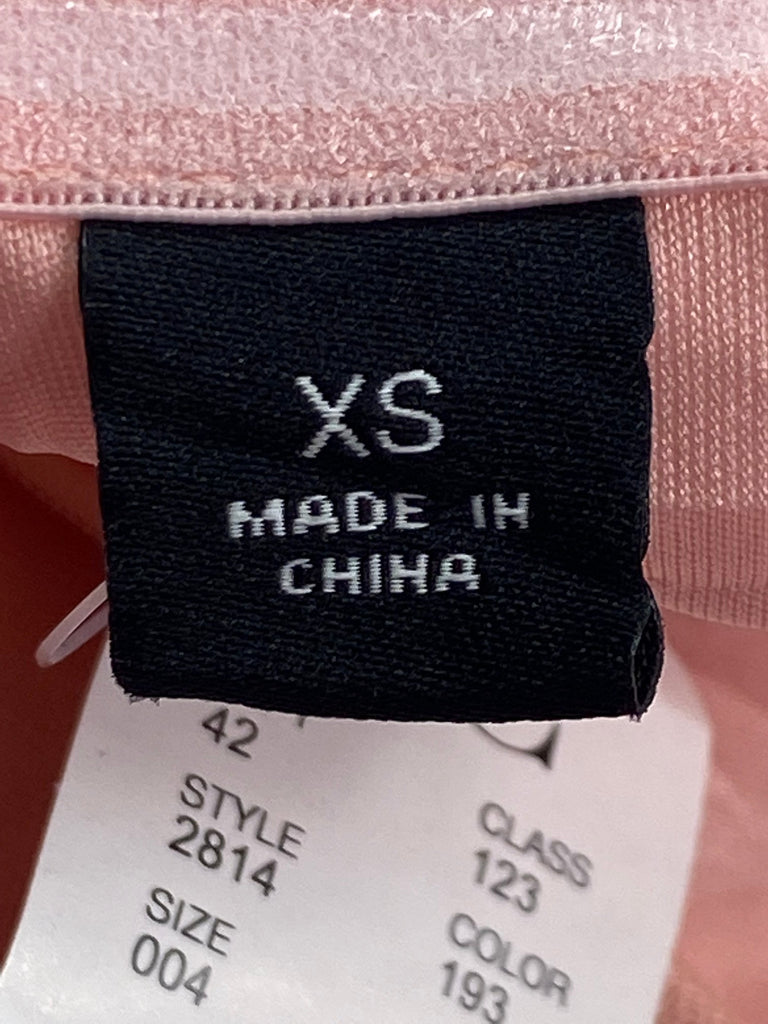 XS
MADE IN
CHINA
42
STYLE
2814
CLASS
123
SIZE
004
COLOR
193